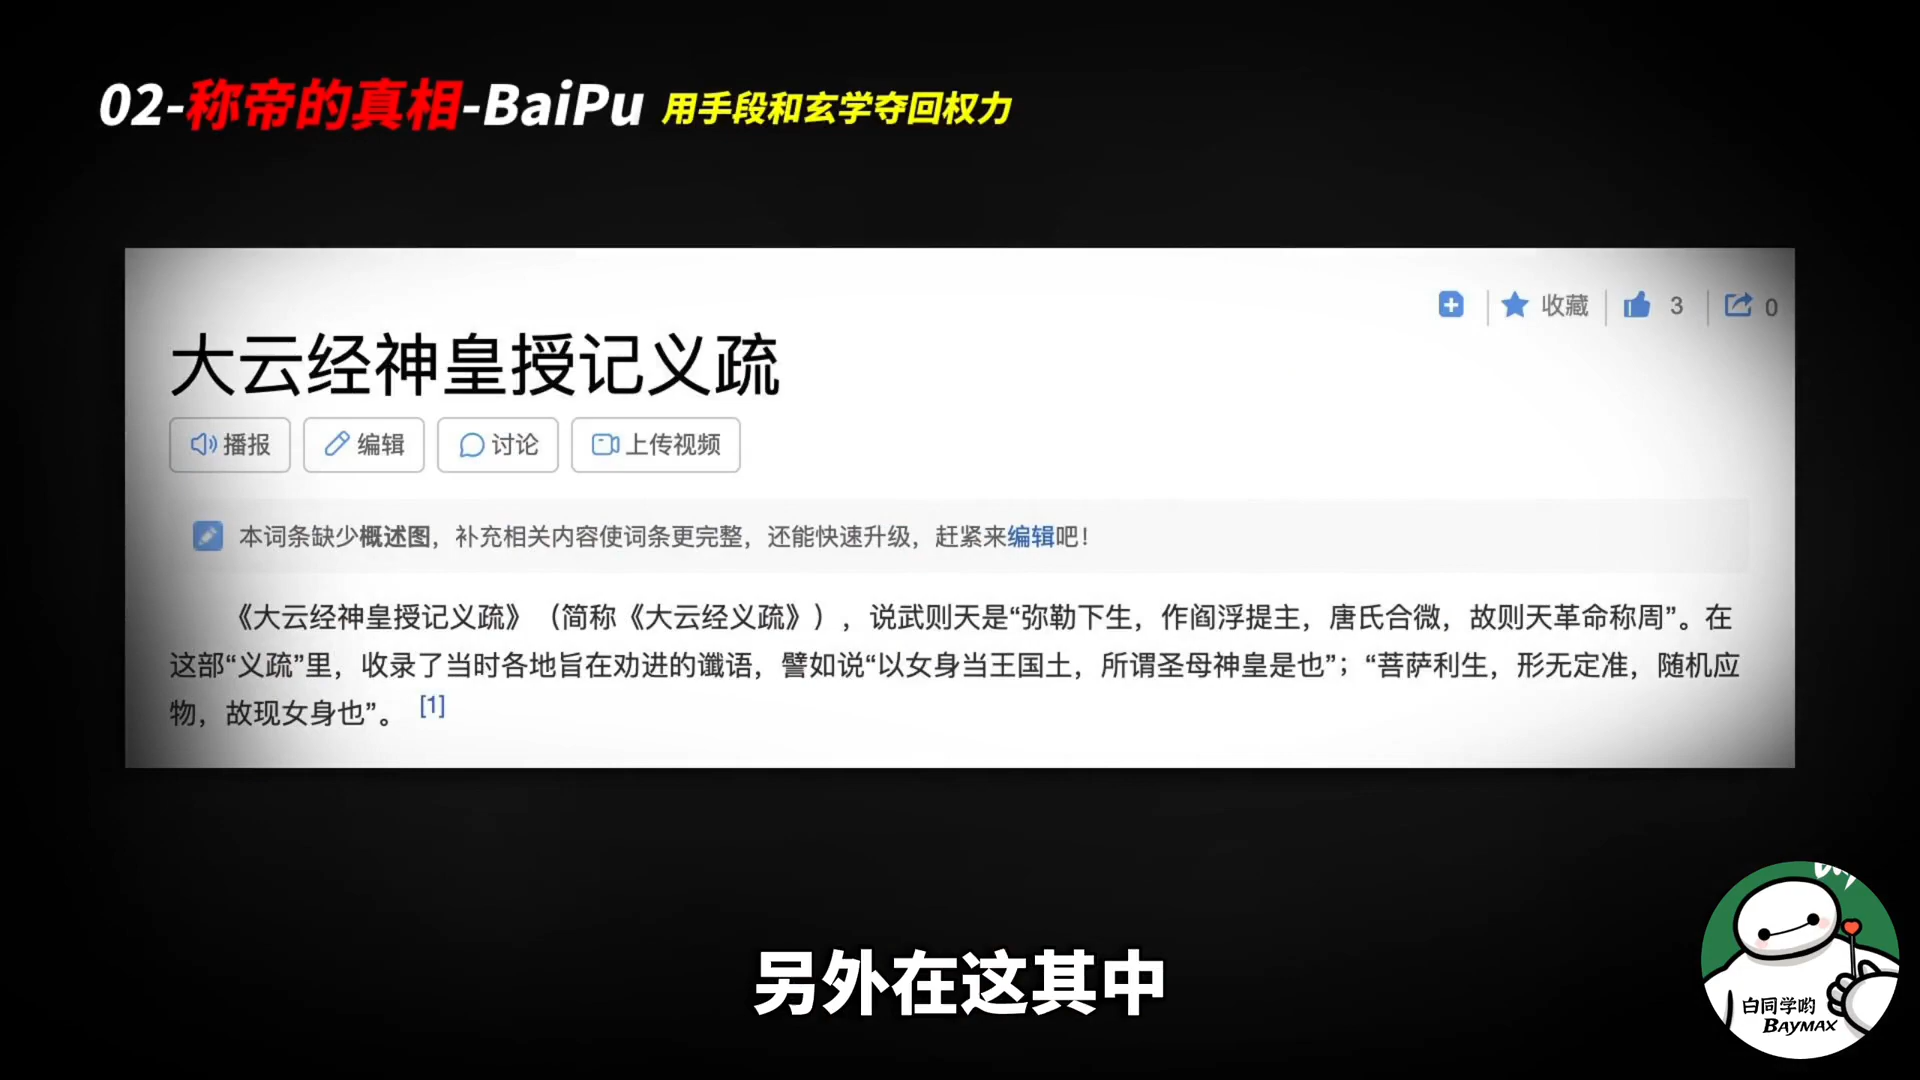 02-称帝的真相-BaiPu 用手段和玄学夺回权力
收藏 3 0
大云经神皇授记义疏
播报 编辑 讨论 上传视频
本词条缺少概述图，补充相关内容使词条更完整，还能快速升级，赶紧来编辑吧！
《大云经神皇授记义疏》（简称《大云经义疏》），说武则天是“弥勒下生，作阎浮提主，唐氏合微，故则天革命称周”。在
这部“义疏”里，收录了当时各地旨在劝进的谶语，譬如说“以女身当王国土，所谓圣母神皇是也”；“菩萨利生，形无定准，随机应
物，故现女身也”。 [1]
另外在这其中
白同学哟
BAYMAX